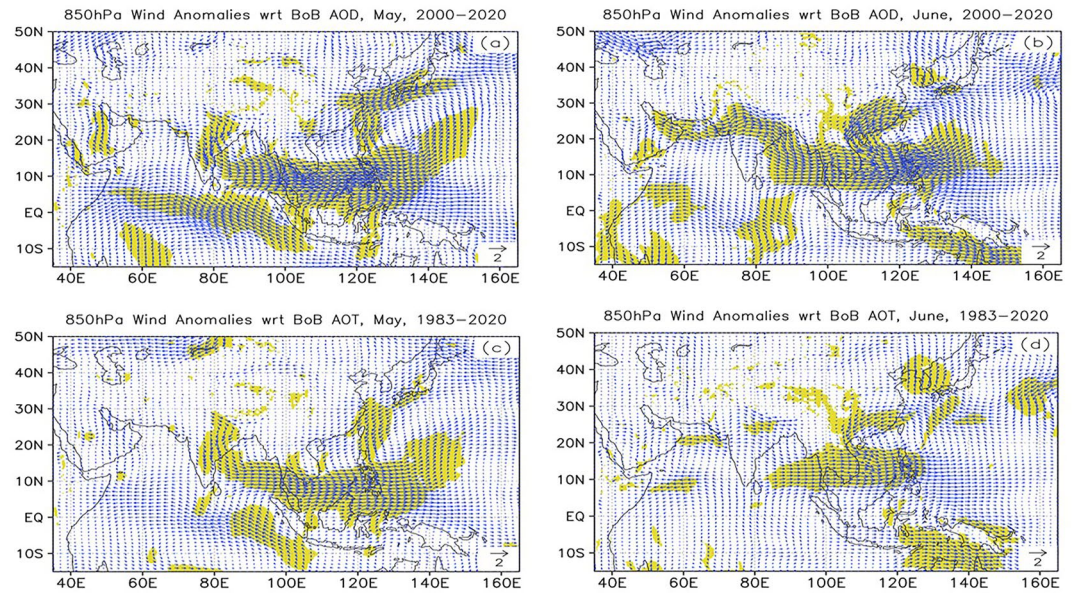 850hPa Wind Anomalies wrt BoB AOD, May, 2000−2020
(a)
50N
40N
30N
20N
10N
EQ
10S
2
40E 60E 80E 100E 120E 140E 160E
850hPa Wind Anomalies wrt BoB AOD, June, 2000−2020
(b)
50N
40N
30N
20N
10N
EQ
10S
2
40E 60E 80E 100E 120E 140E 160E
850hPa Wind Anomalies wrt BoB AOT, May, 1983−2020
(c)
50N
40N
30N
20N
10N
EQ
10S
2
40E 60E 80E 100E 120E 140E 160E
850hPa Wind Anomalies wrt BoB AOT, June, 1983−2020
(d)
50N
40N
30N
20N
10N
EQ
10S
2
40E 60E 80E 100E 120E 140E 160E